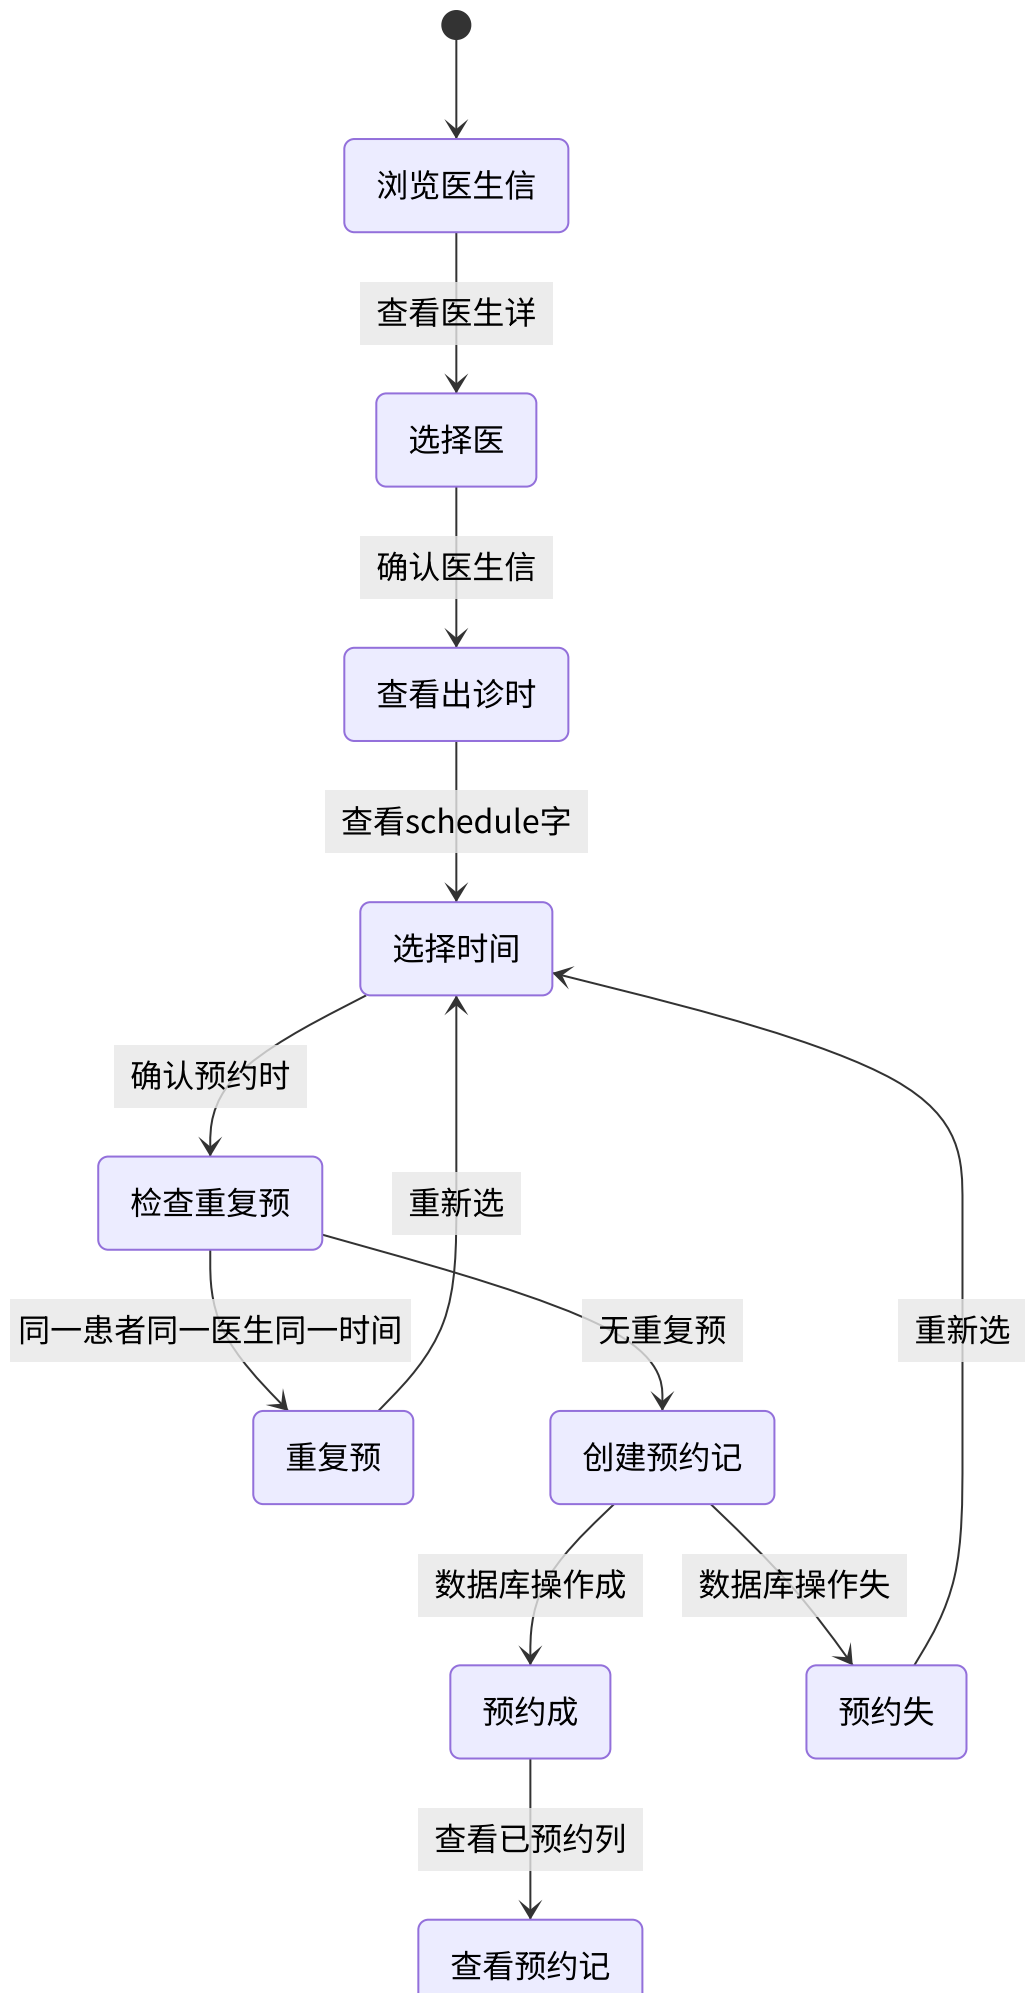 浏览医生信
查看医生详
选择医
确认医生信
查看出诊时
查看schedule字
选择时间
确认预约时
检查重复预
重新选
同一患者同一医生同一时间
无重复预
重新选
重复预
创建预约记
数据库操作成
数据库操作失
预约成
预约失
查看已预约列
查看预约记